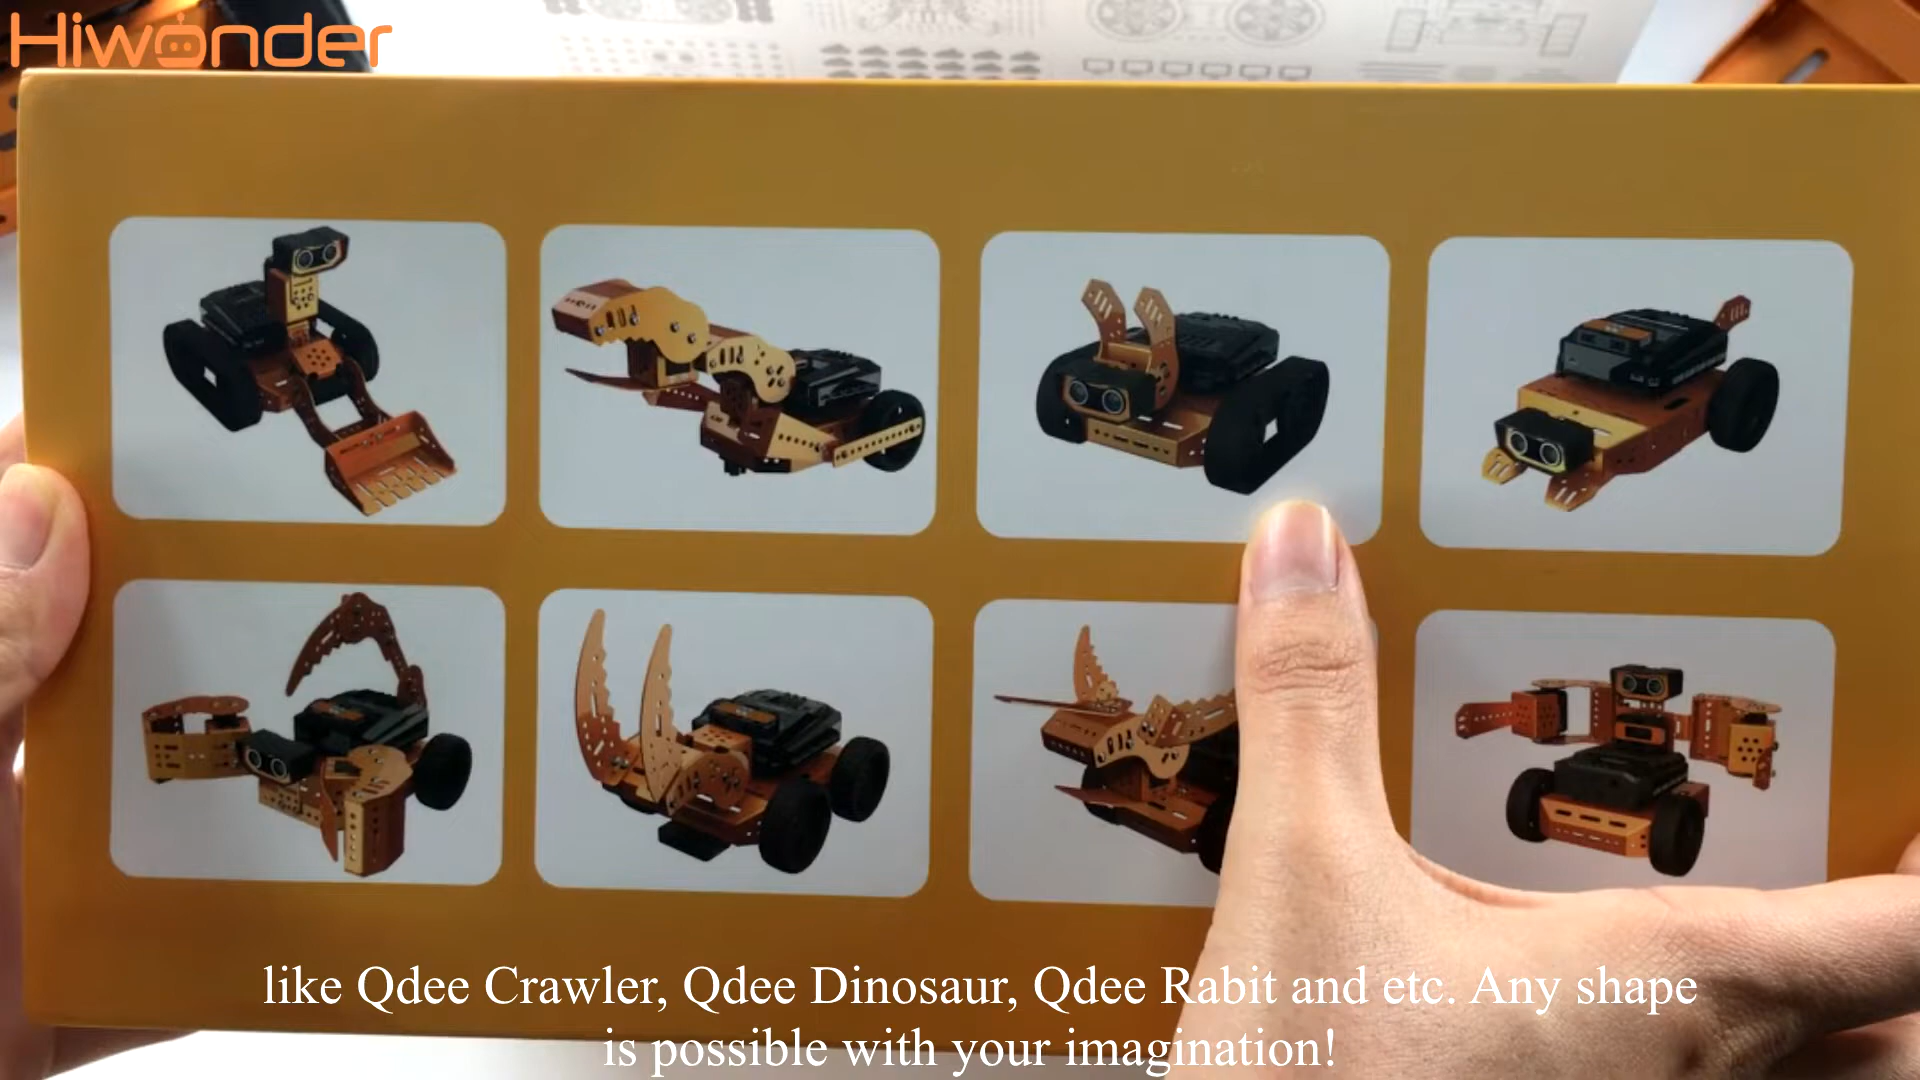 Hiwonder
like Qdee Crawler, Qdee Dinosaur, Qdee Rabit and etc. Any shape
is possible with your imagination!